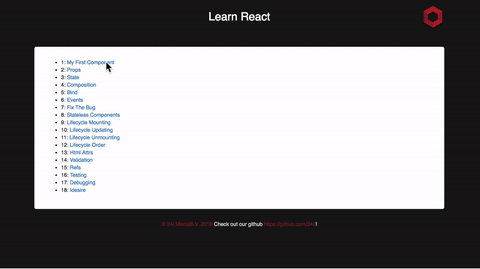 Learn React
1: My First Component
2: Props
3: State
4: Composition
5: Bind
6: Events
7: Fix The Bug
8: Stateless Components
9: Lifecycle Mounting
10: Lifecycle Updating
11: Lifecycle Unmounting
12: Lifecycle Order
13: Html Attrs
14: Validation
15: Refs
16: Testing
17: Debugging
18: Idesire
Check out our github